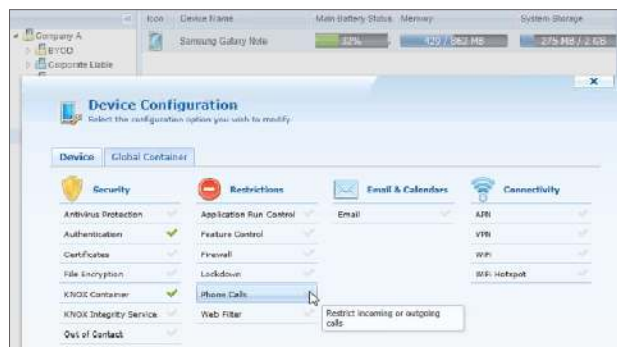 Icon Device Name Main Battery Status Memory System Storage
Company A
BYOD
Corporate Liable
Samsung Galaxy Note 32% 429 / 862 MB 275 MB / 2 GB
Device Configuration
Select the configuration option you wish to modify
Device Global Container
Security Restrictions Email & Calendars Connectivity
Antivirus Protection Application Run Control Email APN
Authentication Feature Control VPN
Certificates Firewall WiFi
File Encryption Lockdown WiFi Hotspot
KNOX Container Phone Calls
KNOX Integrity Service Web Filter
Restrict incoming or outgoing
calls
Out of Contact